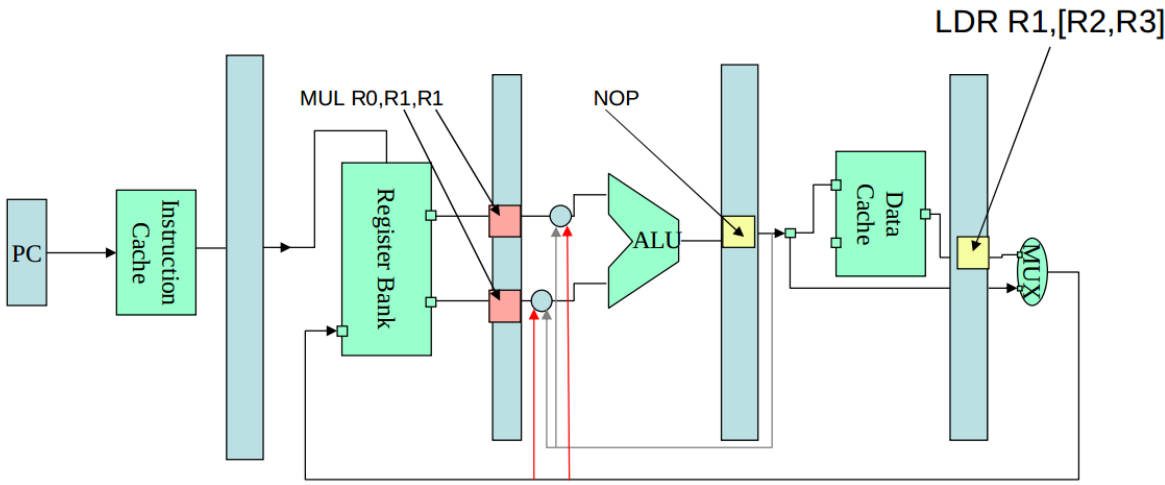 LDR R1,[R2,R3]
MUL R0,R1,R1
NOP
PC
Instruction
Cache
Register Bank
ALU
Data
Cache
MUX